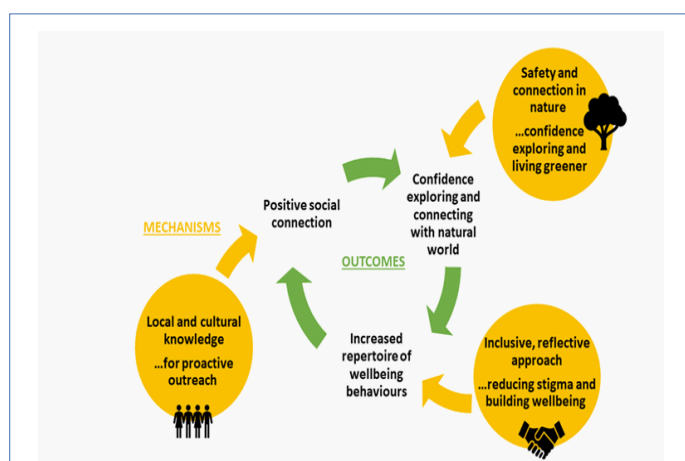 Safety and
connection in
nature
...confidence
exploring and
living greener
Positive social
connection
Confidence
exploring and
connecting
with natural
world
MECHANISMS
OUTCOMES
Local and cultural
knowledge
...for proactive
outreach
Increased
repertoire of
wellbeing
behaviours
Inclusive, reflective
approach
...reducing stigma and
building wellbeing